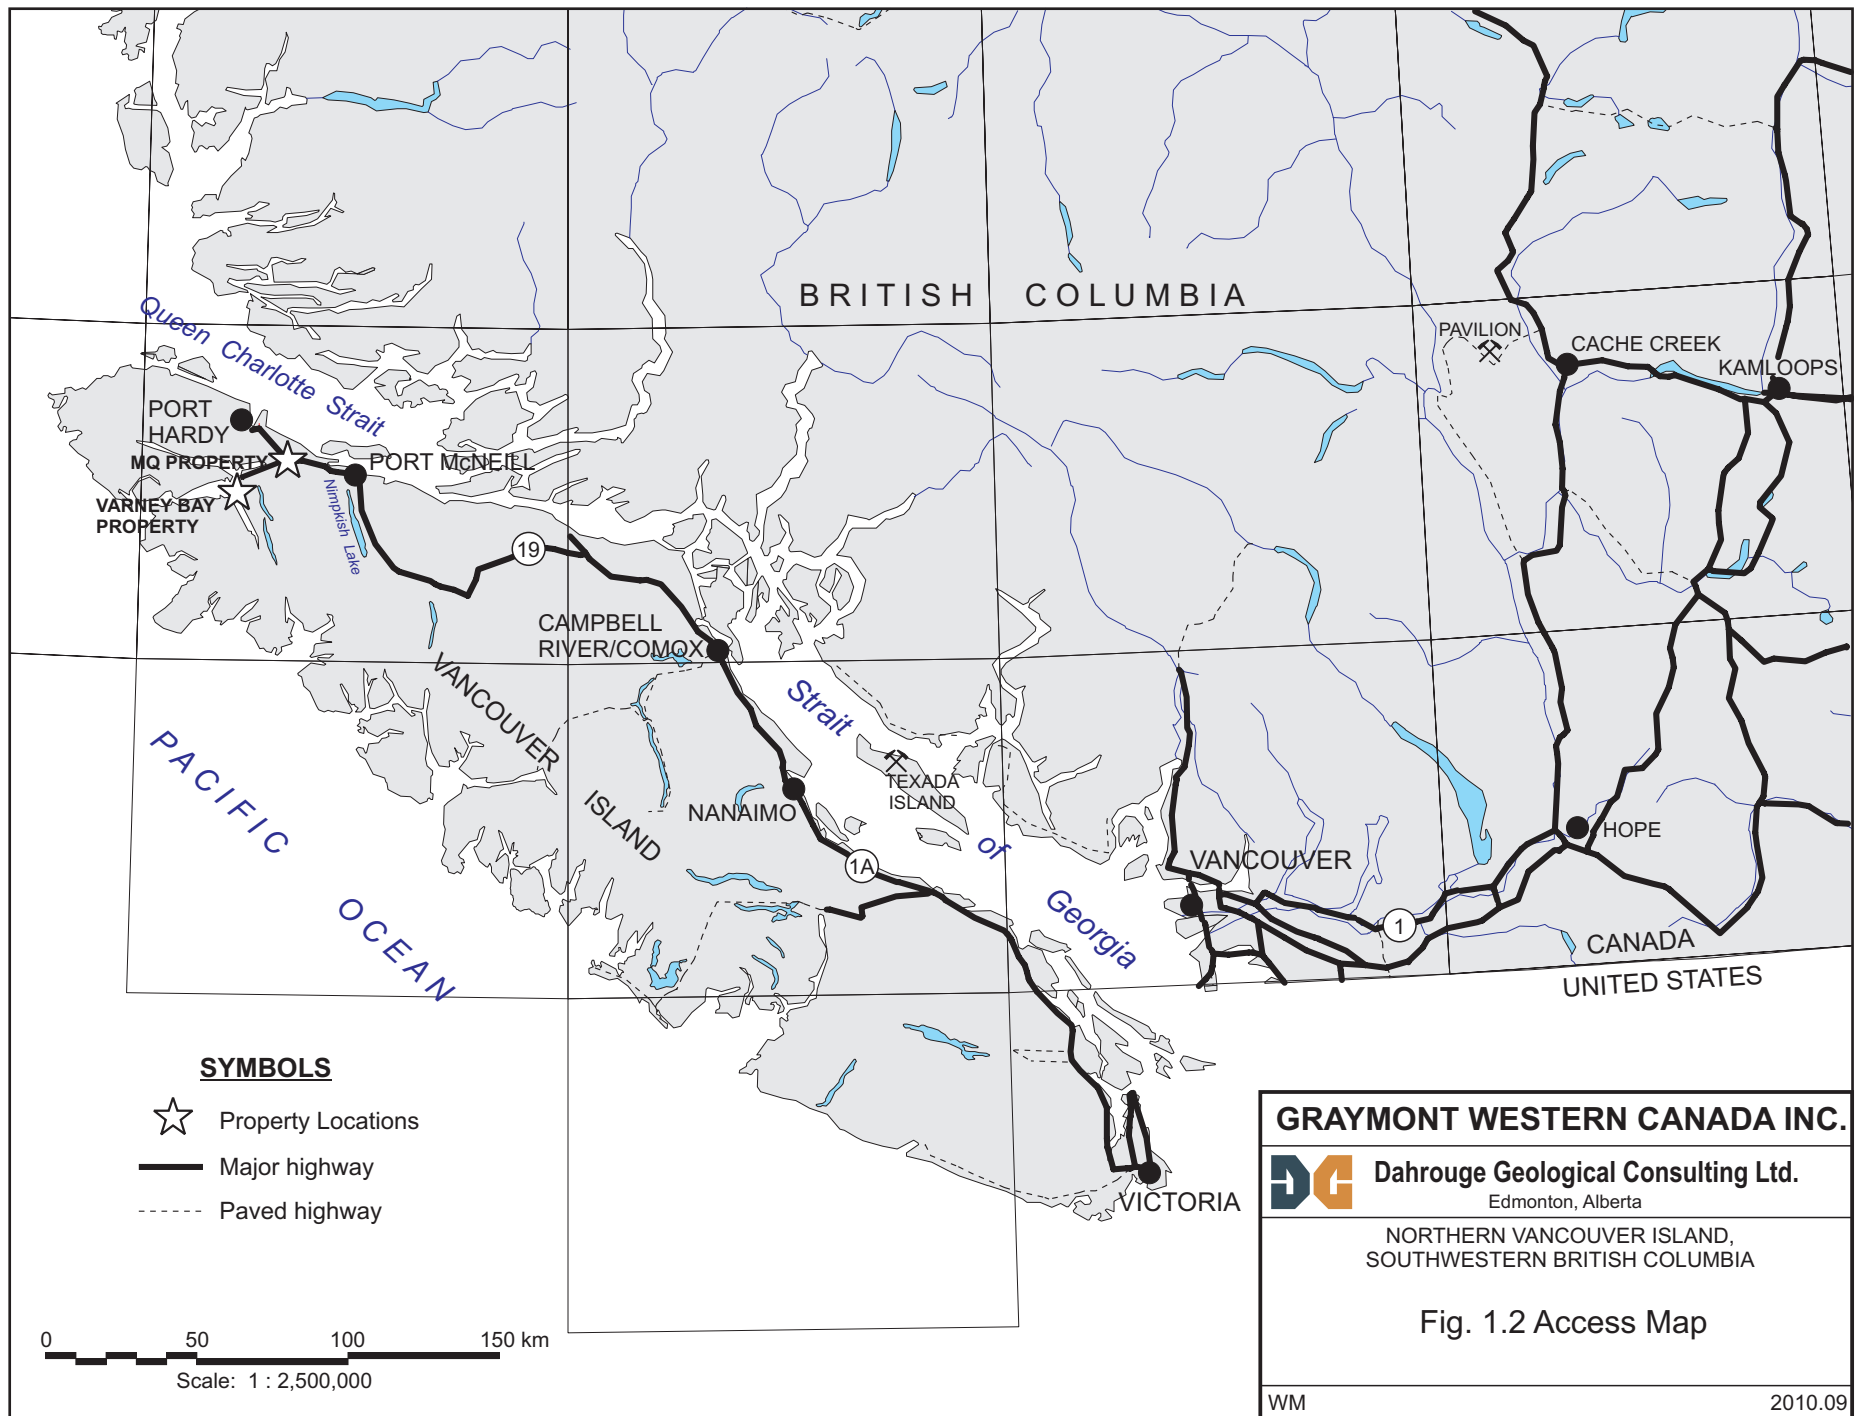 BRITISH COLUMBIA
Queen Charlotte Strait
PAVILION
CACHE CREEK
KAMLOOPS
PORT
HARDY
MQ PROPERTY
PORT McNEILL
VARNEY BAY
PROPERTY
Nimpkish Lake
19
CAMPBELL
RIVER/COMOX
VANCOUVER
ISLAND
Strait
of
Georgia
TEXADA
ISLAND
NANAIMO
1A
PACIFIC
OCEAN
VANCOUVER
HOPE
1
CANADA
UNITED STATES
VICTORIA
SYMBOLS
Property Locations
Major highway
Paved highway
0 50 100 150 km
Scale: 1 : 2,500,000
GRAYMONT WESTERN CANADA INC.
Dahrouge Geological Consulting Ltd.
Edmonton, Alberta
NORTHERN VANCOUVER ISLAND,
SOUTHWESTERN BRITISH COLUMBIA
Fig. 1.2 Access Map
WM 2010.09